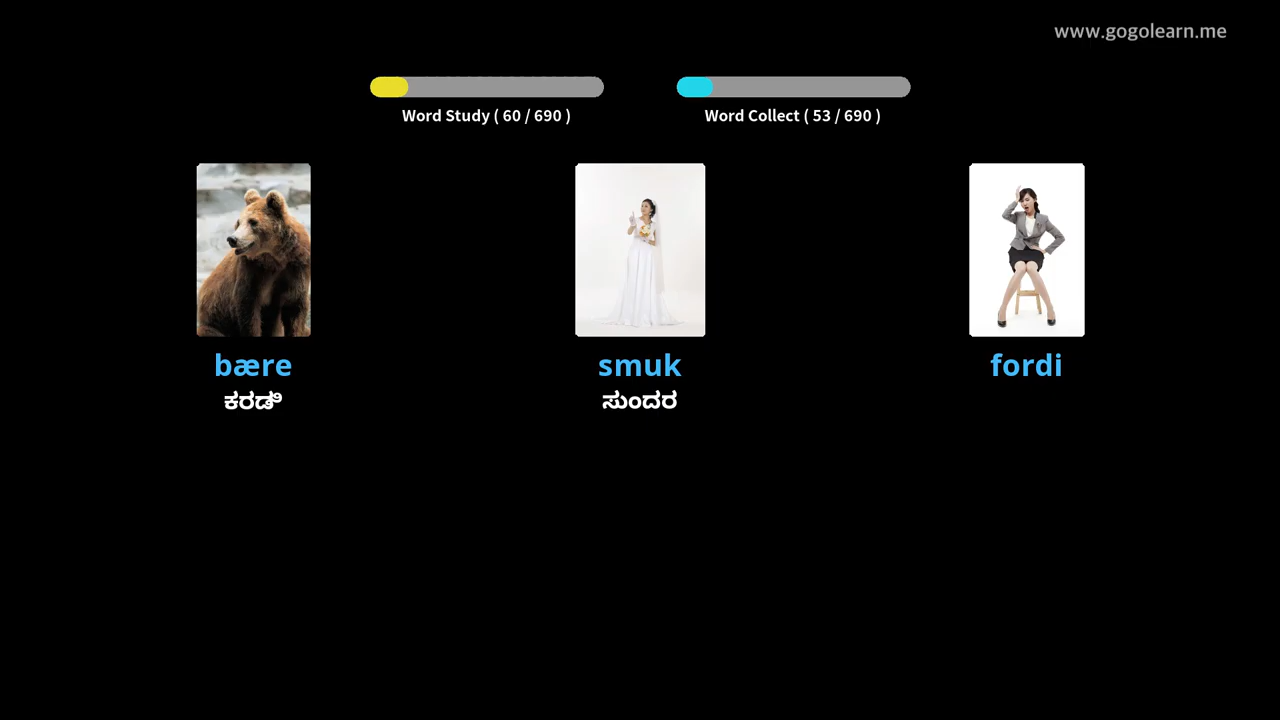 www.gogolearn.me
Word Study ( 60 / 690 )
Word Collect ( 53 / 690 )
bære
smuk
fordi
ಕರಡಿ
ಸುಂದರ